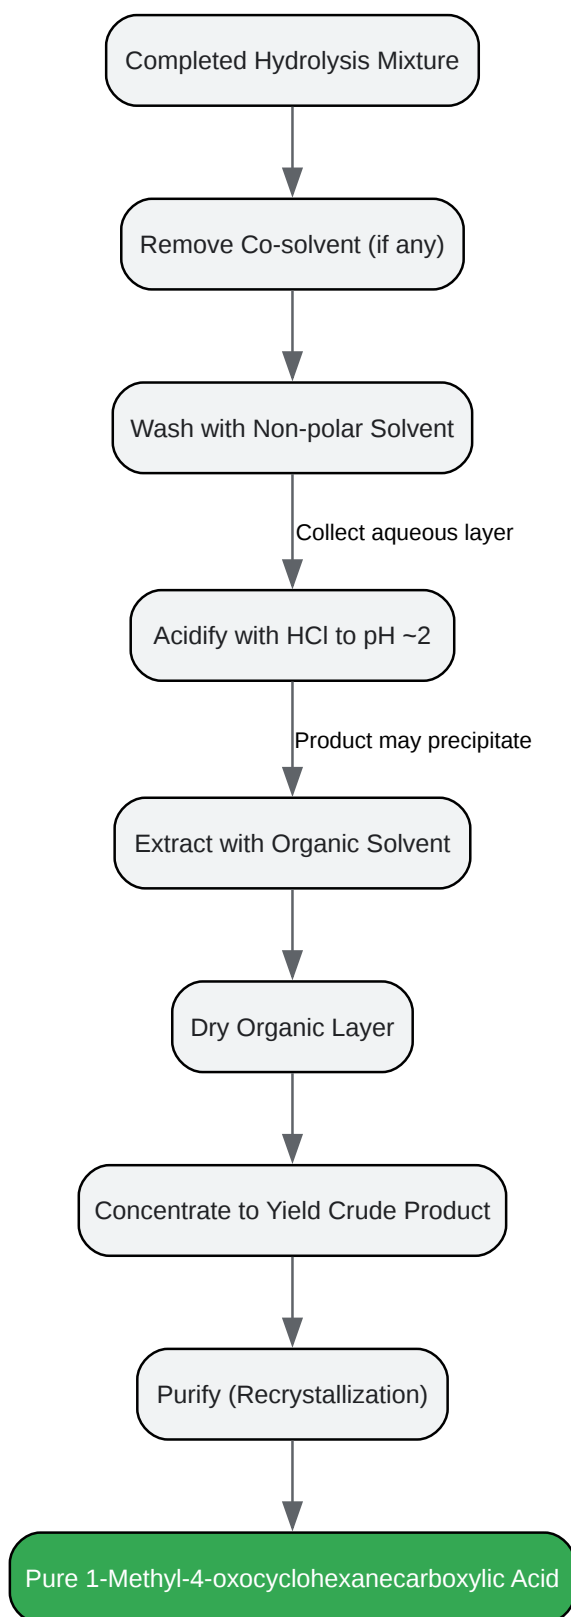 Completed Hydrolysis Mixture
Remove Co-solvent (if any)
Wash with Non-polar Solvent
Collect aqueous layer
Acidify with HCl to pH ~2
Product may precipitate
Extract with Organic Solvent
Dry Organic Layer
Concentrate to Yield Crude Product
Purify (Recrystallization)
Pure 1-Methyl-4-oxocyclohexanecarboxylic Acid